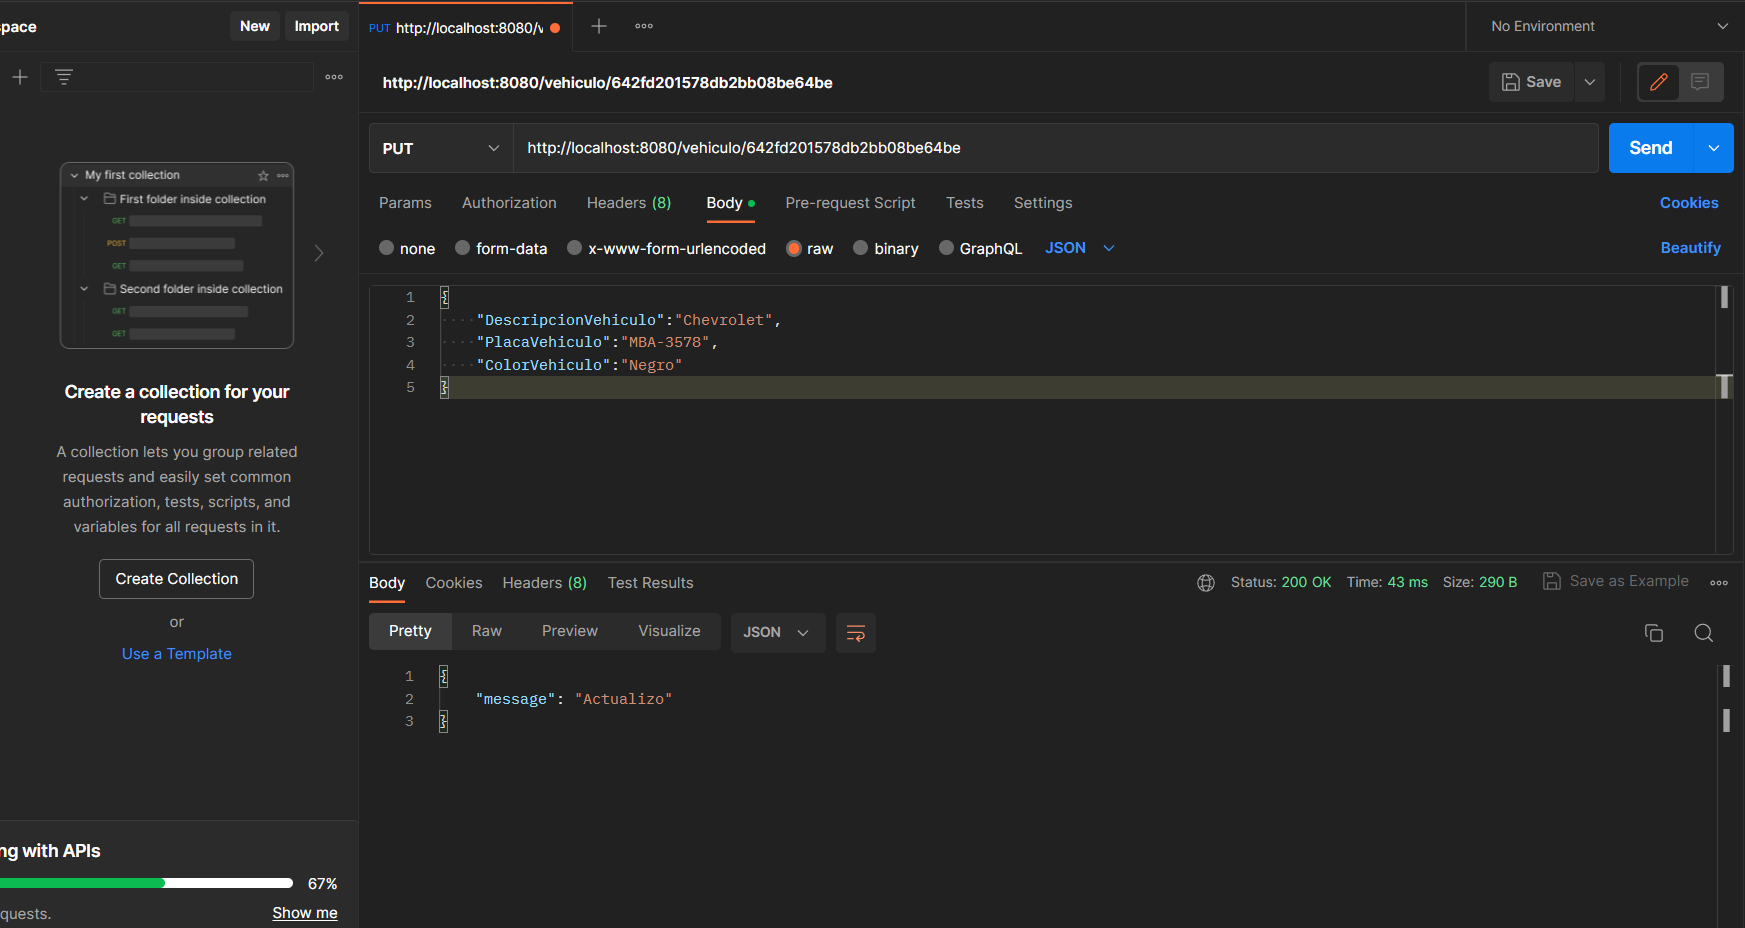 space
New
Import
PUT http://localhost:8080/v
No Environment
http://localhost:8080/vehiculo/642fd201578db2bb08be64be
Save
PUT
http://localhost:8080/vehiculo/642fd201578db2bb08be64be
Send
Params
Authorization
Headers (8)
Body
Pre-request Script
Tests
Settings
Cookies
none
form-data
x-www-form-urlencoded
raw
binary
GraphQL
JSON
Beautify
1 {
2 "DescripcionVehiculo":"Chevrolet",
3 "PlacaVehiculo":"MBA-3578",
4 "ColorVehiculo":"Negro"
5 }
My first collection
First folder inside collection
GET
POST
GET
Second folder inside collection
GET
GET
Create a collection for your
requests
A collection lets you group related
requests and easily set common
authorization, tests, scripts, and
variables for all requests in it.
Create Collection
or
Use a Template
ng with APIs
67%
quests.
Show me
Body
Cookies
Headers (8)
Test Results
Status: 200 OK
Time: 43 ms
Size: 290 B
Save as Example
Pretty
Raw
Preview
Visualize
JSON
1 {
2 "message": "Actualizo"
3 }